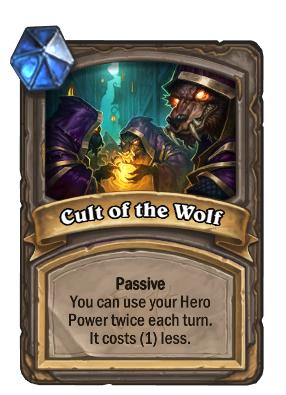 Cult of the Wolf
Passive
You can use your Hero
Power twice each turn.
It costs (1) less.